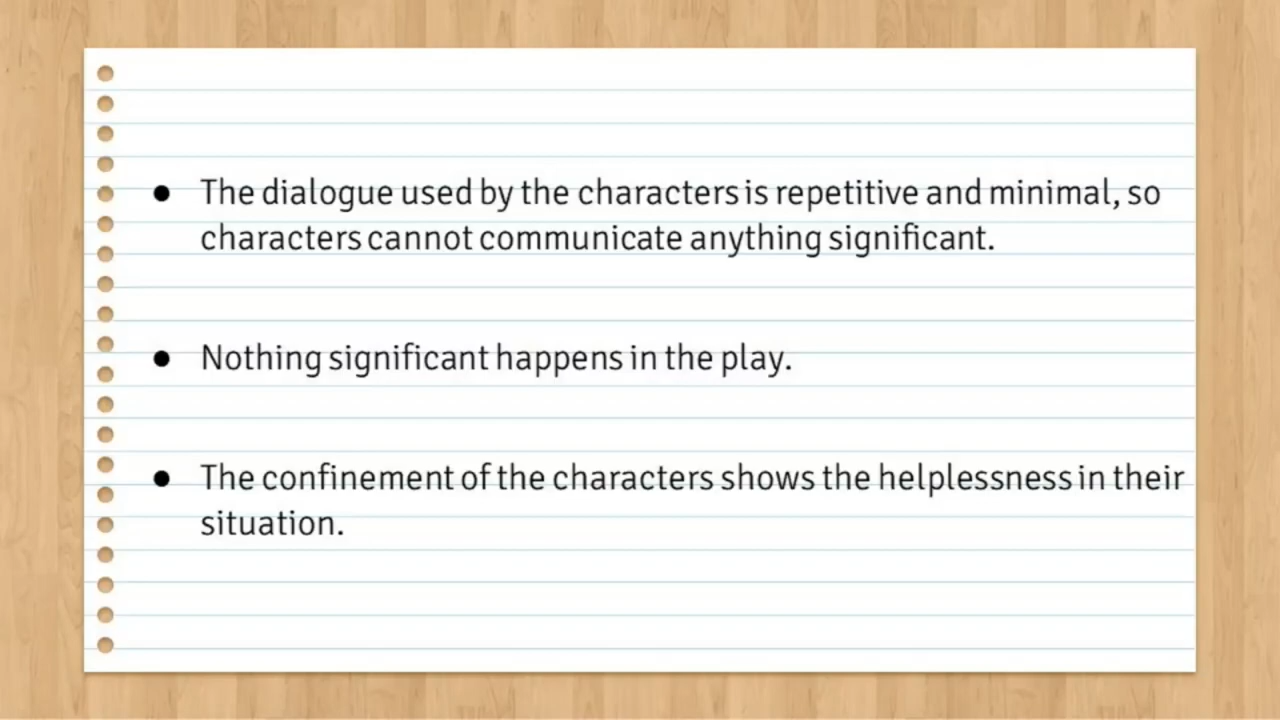 ● The dialogue used by the characters is repetitive and minimal, so
characters cannot communicate anything significant.
● Nothing significant happens in the play.
● The confinement of the characters shows the helplessness in their
situation.